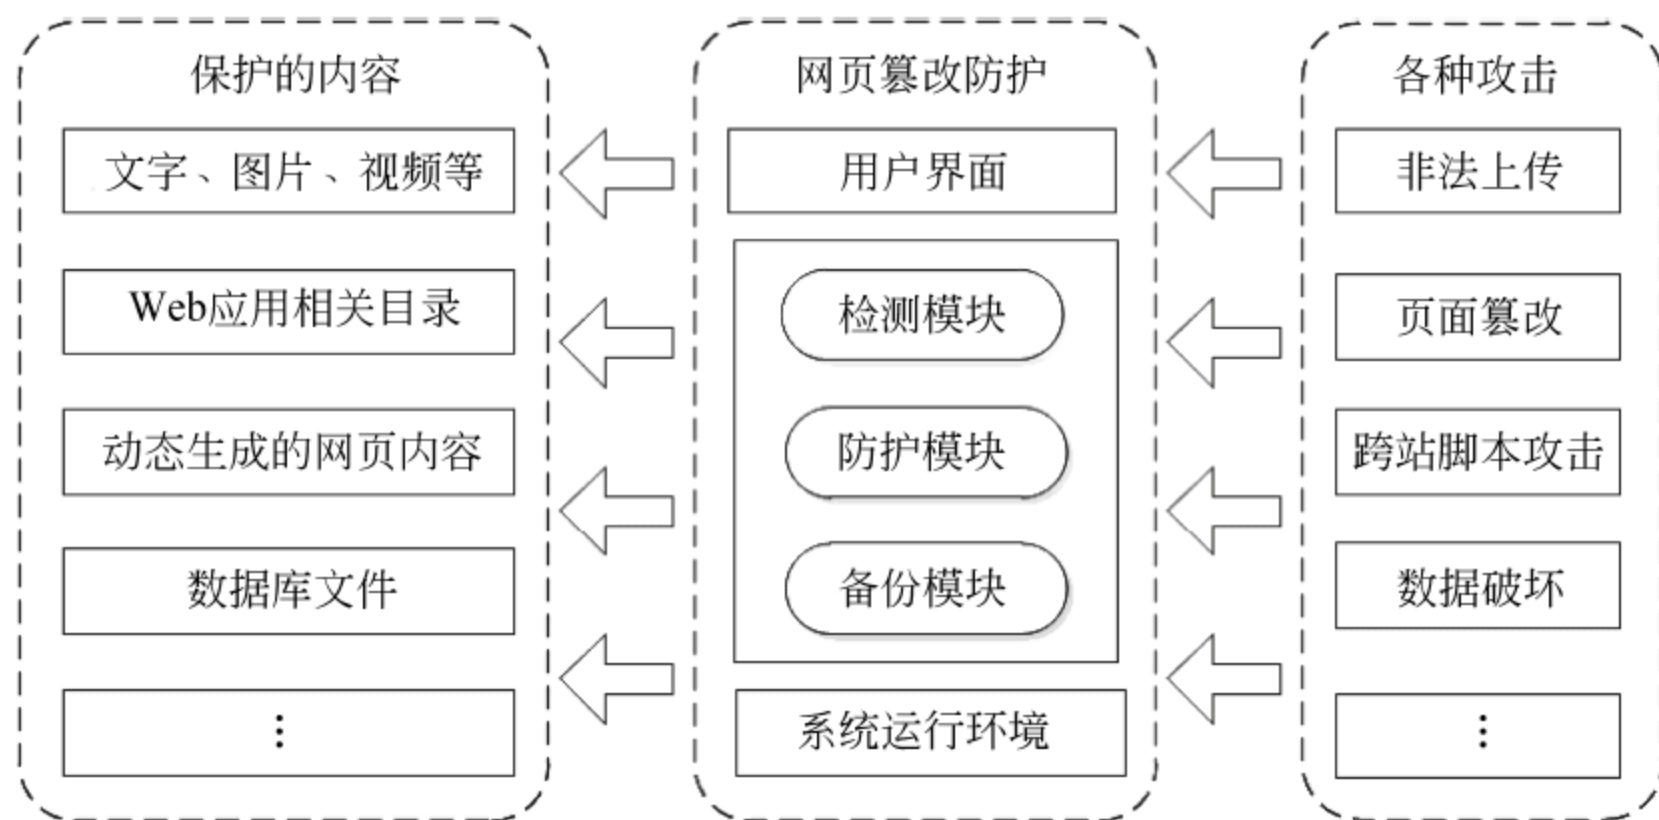 保护的内容
文字、图片、视频等
Web应用相关目录
动态生成的网页内容
数据库文件
⋮
网页篡改防护
用户界面
检测模块
防护模块
备份模块
系统运行环境
各种攻击
非法上传
页面篡改
跨站脚本攻击
数据破坏
⋮